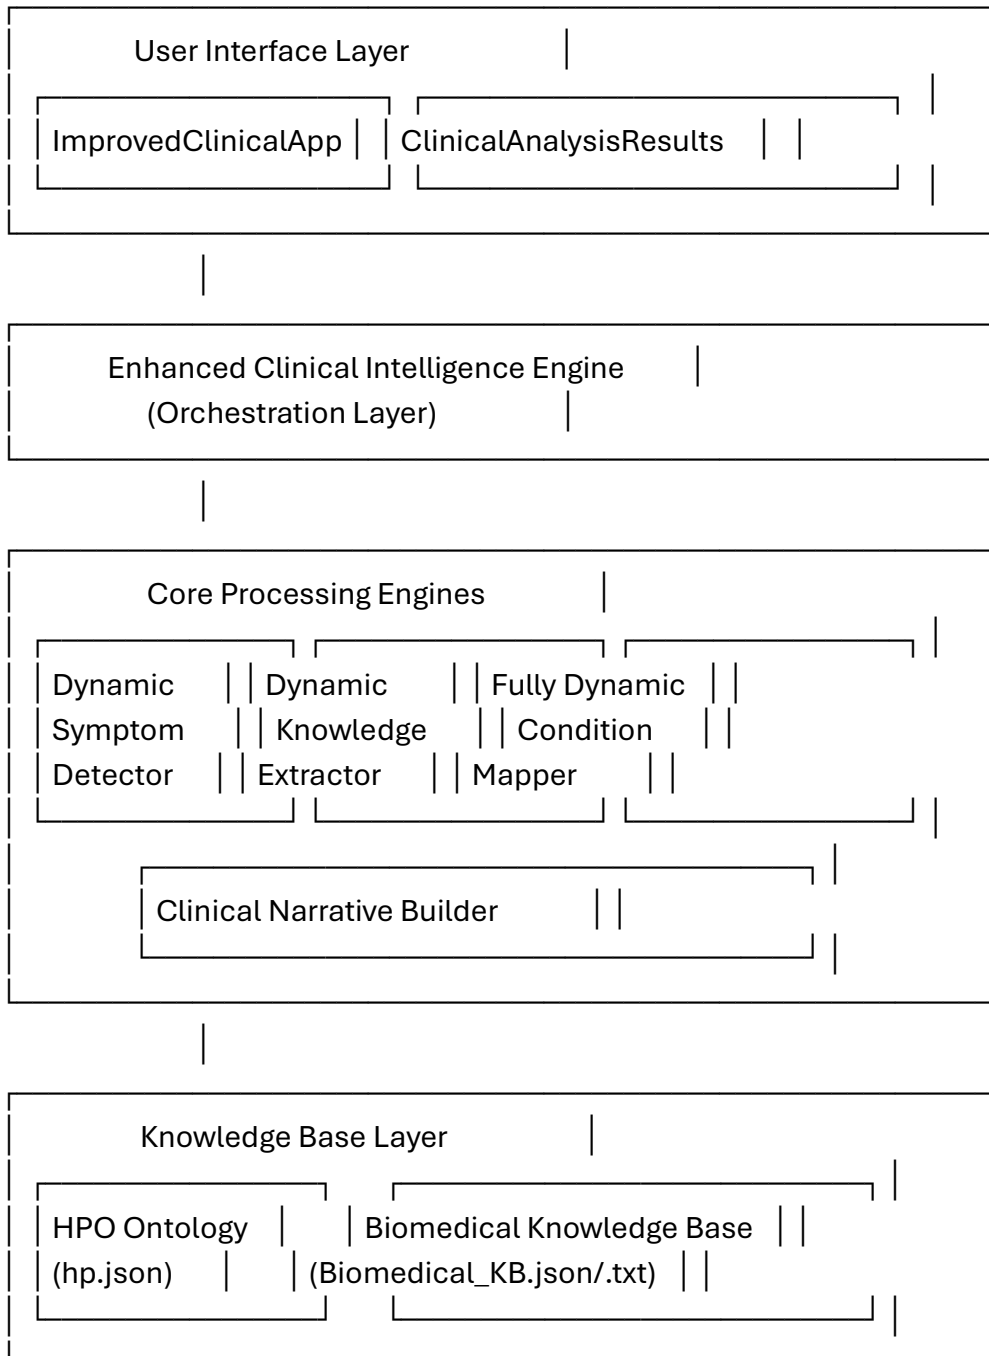 User Interface Layer
ImprovedClinicalApp ClinicalAnalysisResults
Enhanced Clinical Intelligence Engine
(Orchestration Layer)
Core Processing Engines
Dynamic Dynamic Fully Dynamic
Symptom Knowledge Condition
Detector Extractor Mapper
Clinical Narrative Builder
Knowledge Base Layer
HPO Ontology Biomedical Knowledge Base
(hp.json) (Biomedical_KB.json/.txt)